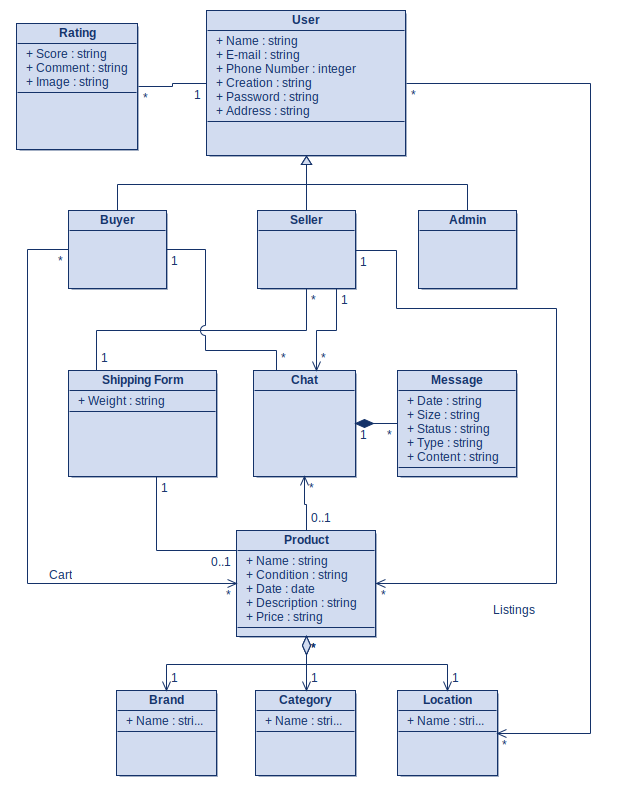 Rating
+ Score : string
+ Comment : string
+ Image : string
*
User
+ Name : string
+ E-mail : string
+ Phone Number : integer
+ Creation : string
+ Password : string
+ Address : string
1
*
Buyer
*
1
Seller
1
*
1
Admin
Shipping Form
+ Weight : string
1
1
Chat
*
*
1
*
Message
+ Date : string
+ Size : string
+ Status : string
+ Type : string
+ Content : string
*
Product
+ Name : string
+ Condition : string
+ Date : date
+ Description : string
+ Price : string
0..1
0..1
Cart
*
*
Listings
*
Brand
+ Name : stri...
1
Category
+ Name : stri...
1
Location
+ Name : stri...
1
*